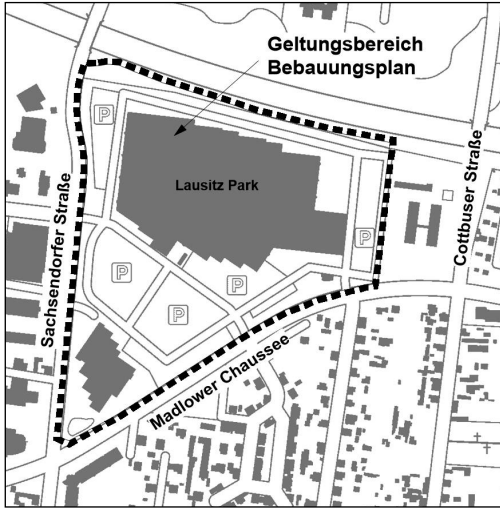 Geltungsbereich
Bebauungsplan
P
Lausitz Park
Sachsendorfer Straße
Cottbuser Straße
P
P
P
P
Madlower Chaussee